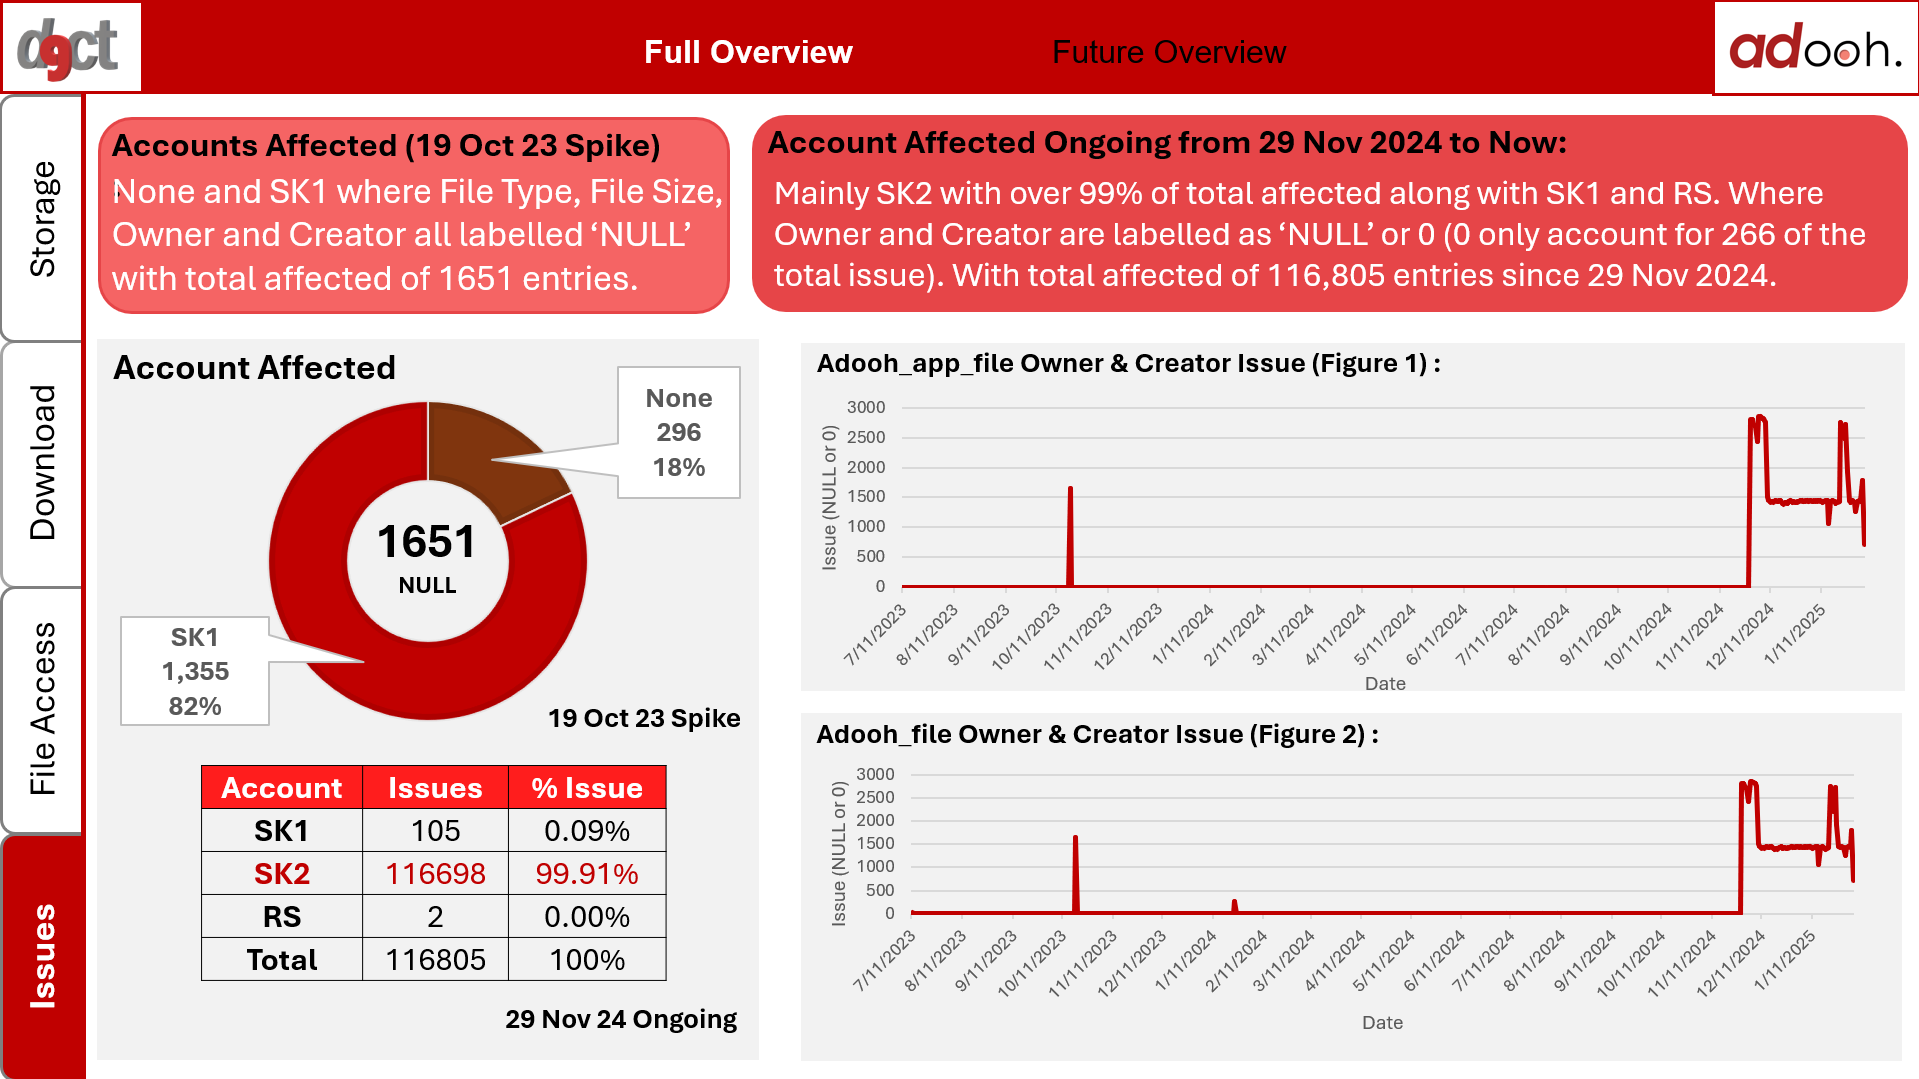 dgct
Full Overview
Future Overview
adooh.
Storage
Download
File Access
Issues
Accounts Affected (19 Oct 23 Spike)
None and SK1 where File Type, File Size,
Owner and Creator all labelled ‘NULL’
with total affected of 1651 entries.
Account Affected Ongoing from 29 Nov 2024 to Now:
Mainly SK2 with over 99% of total affected along with SK1 and RS. Where
Owner and Creator are labelled as ‘NULL’ or 0 (0 only account for 266 of the
total issue). With total affected of 116,805 entries since 29 Nov 2024.
Account Affected
None
296
18%
1651
NULL
SK1
1,355
82%
19 Oct 23 Spike
Account Issues % Issue
SK1 105 0.09%
SK2 116698 99.91%
RS 2 0.00%
Total 116805 100%
29 Nov 24 Ongoing
Adooh_app_file Owner & Creator Issue (Figure 1) :
Issue (NULL or 0)
3000
2500
2000
1500
1000
500
0
7/11/2023 8/11/2023 9/11/2023 10/11/2023 11/11/2023 12/11/2023 1/11/2024 2/11/2024 3/11/2024 4/11/2024 5/11/2024 6/11/2024 7/11/2024 8/11/2024 9/11/2024 10/11/2024 11/11/2024 12/11/2024 1/11/2025
Date
Adooh_file Owner & Creator Issue (Figure 2) :
Issue (NULL or 0)
3000
2500
2000
1500
1000
500
0
7/11/2023 8/11/2023 9/11/2023 10/11/2023 11/11/2023 12/11/2023 1/11/2024 2/11/2024 3/11/2024 4/11/2024 5/11/2024 6/11/2024 7/11/2024 8/11/2024 9/11/2024 10/11/2024 11/11/2024 12/11/2024 1/11/2025
Date